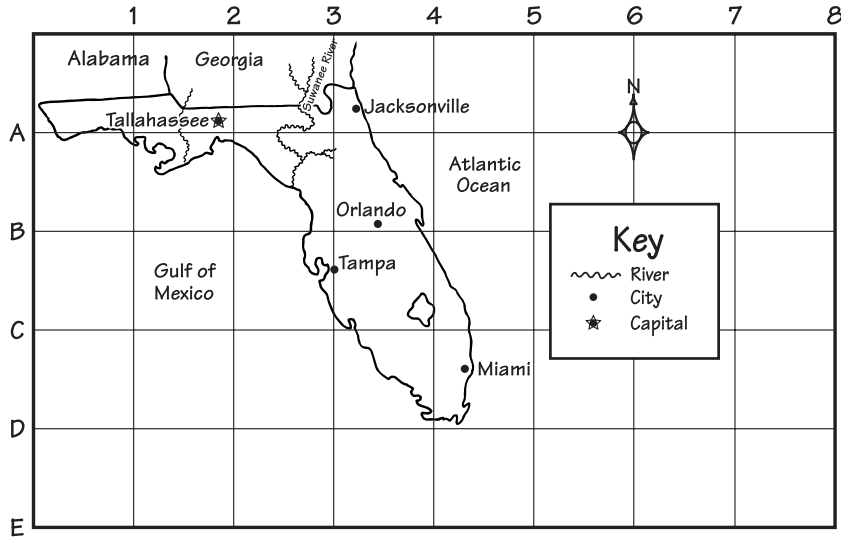 1 2 3 4 5 6 7 8
Alabama
Georgia
Suwanee River
N
Jacksonville
Tallahassee
A
Atlantic
Ocean
Orlando
B
Key
Tampa
Gulf of
Mexico
River
City
Capital
C
Miami
D
E